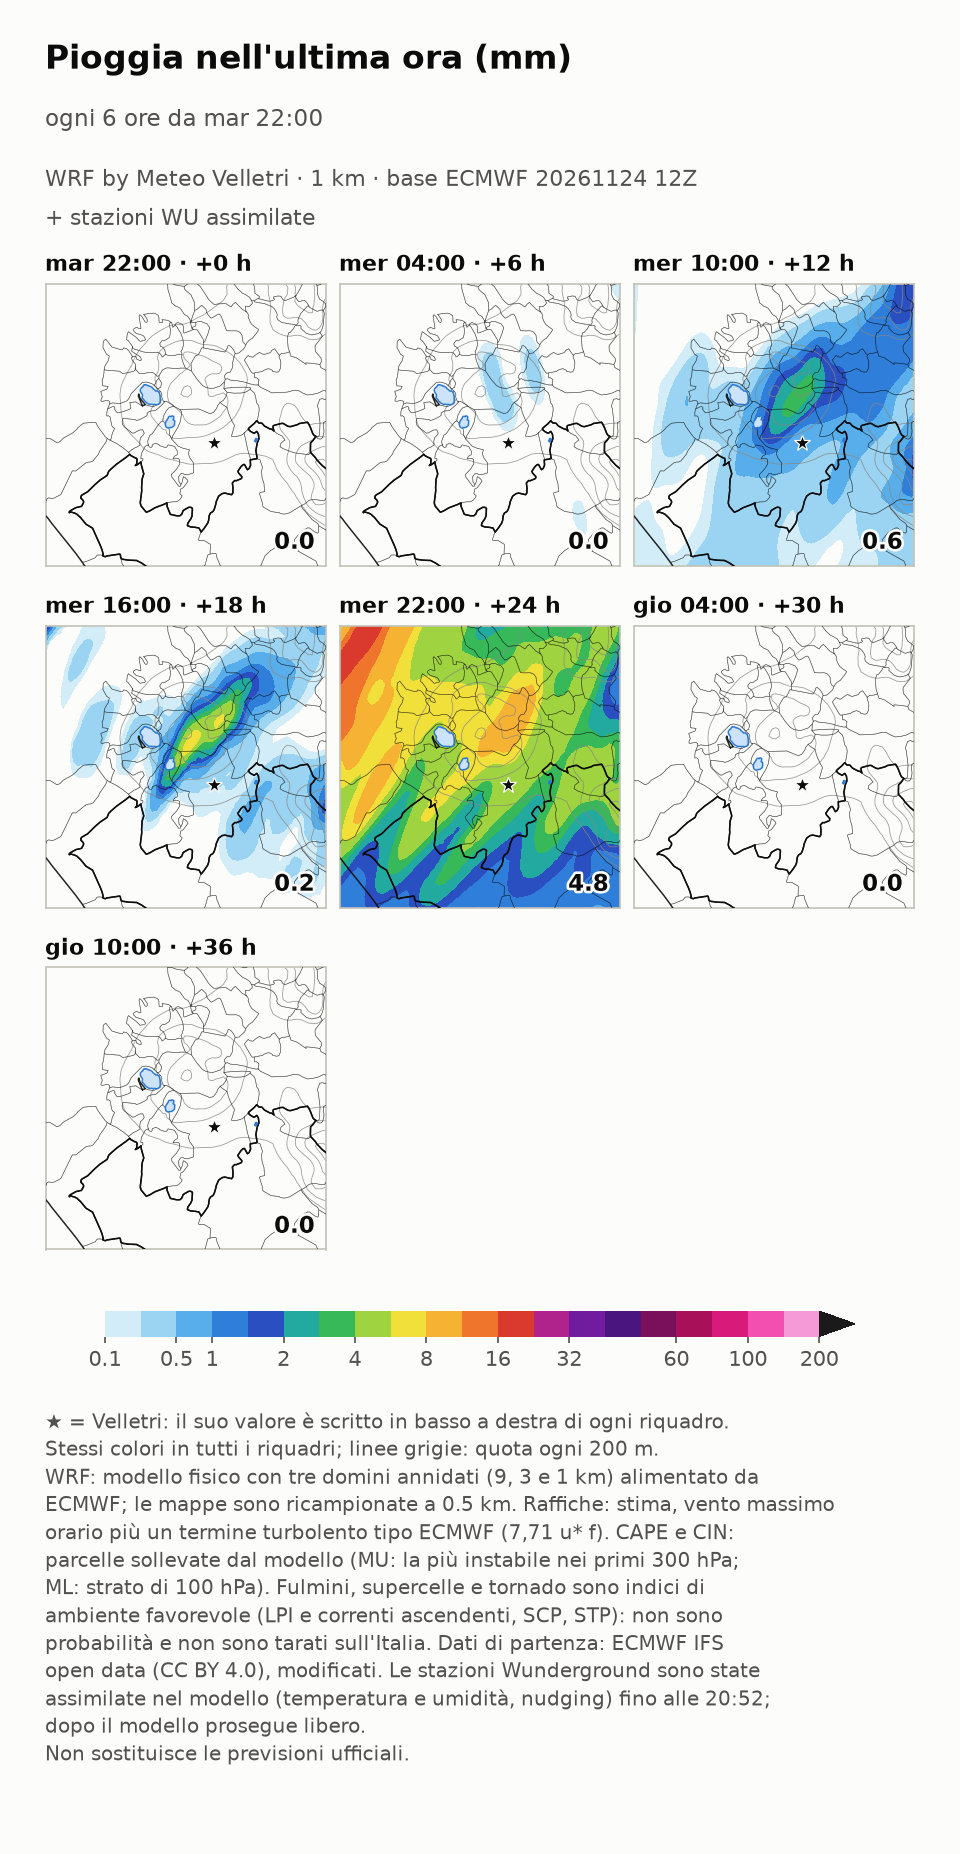 Pioggia nell'ultima ora (mm)
ogni 6 ore da mar 22:00
WRF by Meteo Velletri · 1 km · base ECMWF 20261124 12Z
+ stazioni WU assimilate
mar 22:00 · +0 h
mer 04:00 · +6 h
mer 10:00 · +12 h
0.0
0.0
0.6
mer 16:00 · +18 h
mer 22:00 · +24 h
gio 04:00 · +30 h
0.2
4.8
0.0
gio 10:00 · +36 h
0.0
0.1 0.5 1 2 4 8 16 32 60 100 200
★ = Velletri: il suo valore è scritto in basso a destra di ogni riquadro.
Stessi colori in tutti i riquadri; linee grigie: quota ogni 200 m.
WRF: modello fisico con tre domini annidati (9, 3 e 1 km) alimentato da
ECMWF; le mappe sono ricampionate a 0.5 km. Raffiche: stima, vento massimo
orario più un termine turbolento tipo ECMWF (7,71 u* f). CAPE e CIN:
parcelle sollevate dal modello (MU: la più instabile nei primi 300 hPa;
ML: strato di 100 hPa). Fulmini, supercelle e tornado sono indici di
ambiente favorevole (LPI e correnti ascendenti, SCP, STP): non sono
probabilità e non sono tarati sull'Italia. Dati di partenza: ECMWF IFS
open data (CC BY 4.0), modificati. Le stazioni Wunderground sono state
assimilate nel modello (temperatura e umidità, nudging) fino alle 20:52;
dopo il modello prosegue libero.
Non sostituisce le previsioni ufficiali.